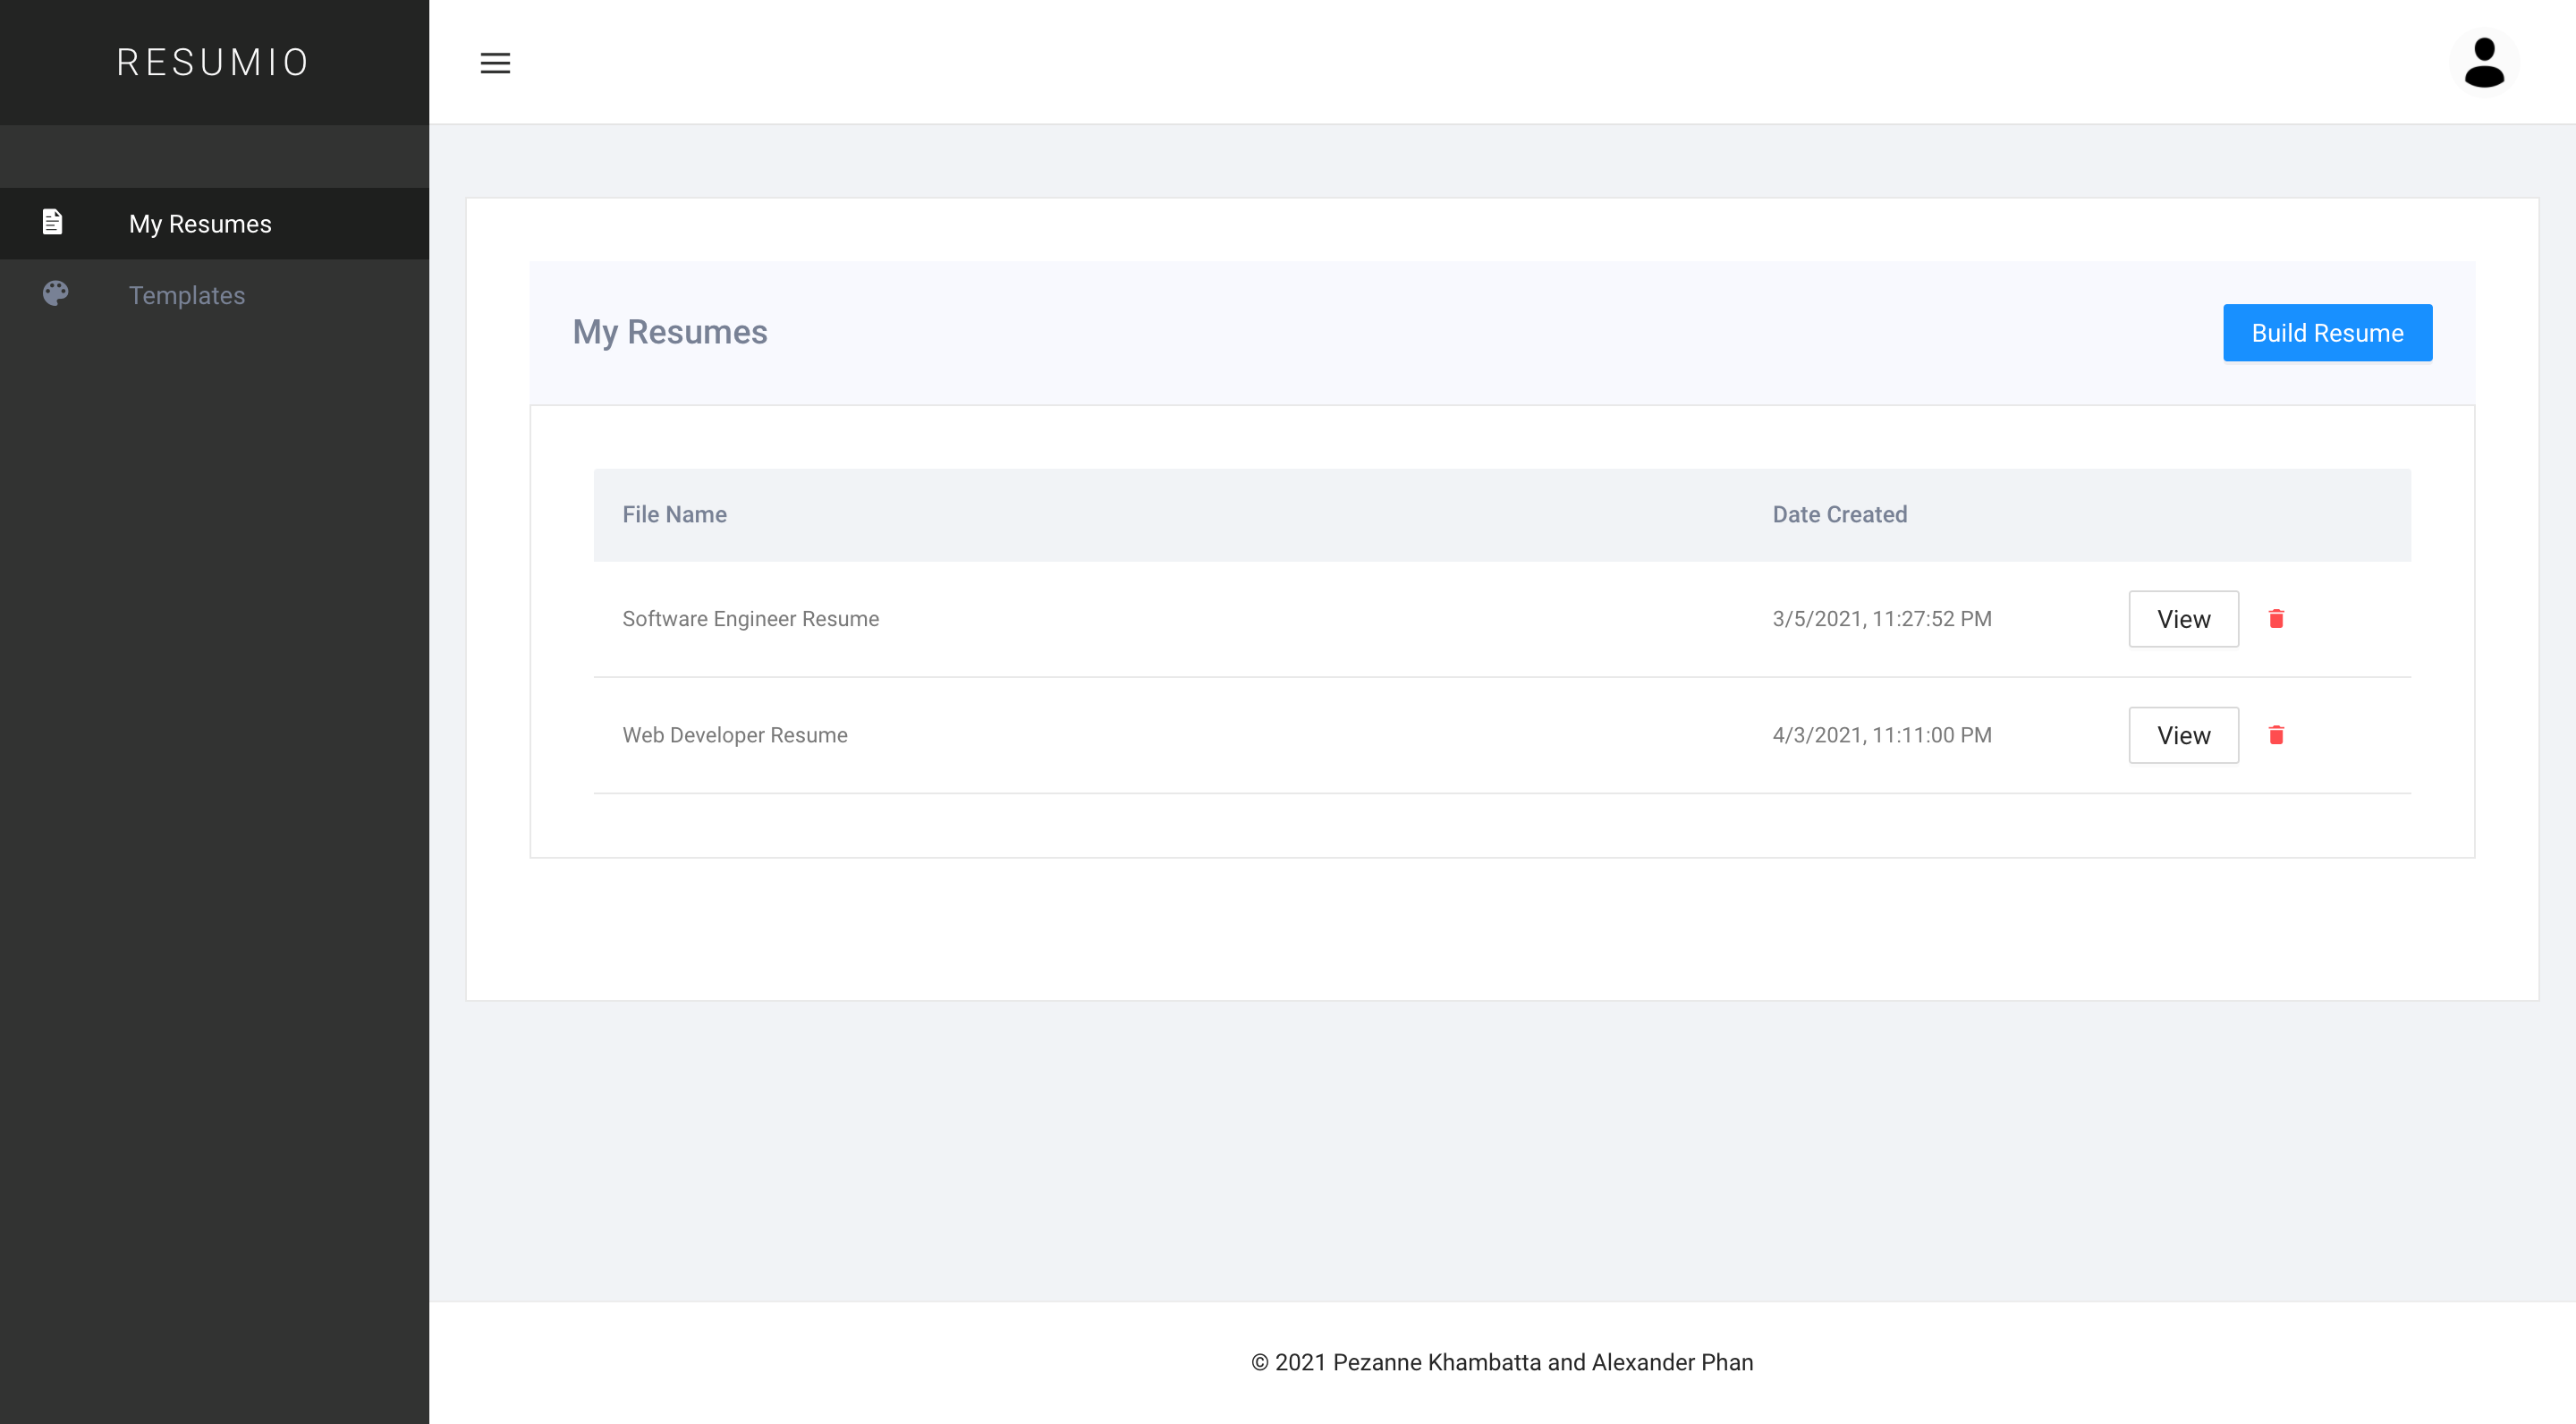 RESUMIO
My Resumes
Templates
My Resumes
Build Resume
File Name Date Created
Software Engineer Resume 3/5/2021, 11:27:52 PM View
Web Developer Resume 4/3/2021, 11:11:00 PM View
© 2021 Pezanne Khambatta and Alexander Phan